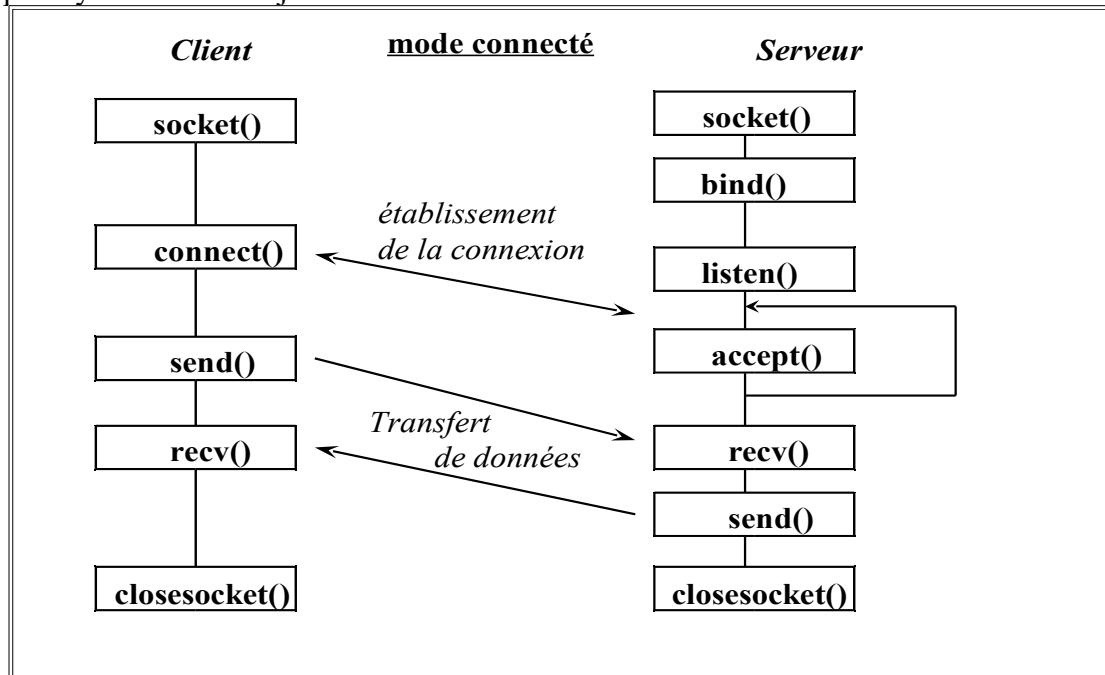 Client mode connecté Serveur
socket() socket()
bind()
établissement
de la connexion
connect() listen()
send() accept()
Transfert
de données
recv() recv()
send()
closesocket() closesocket()